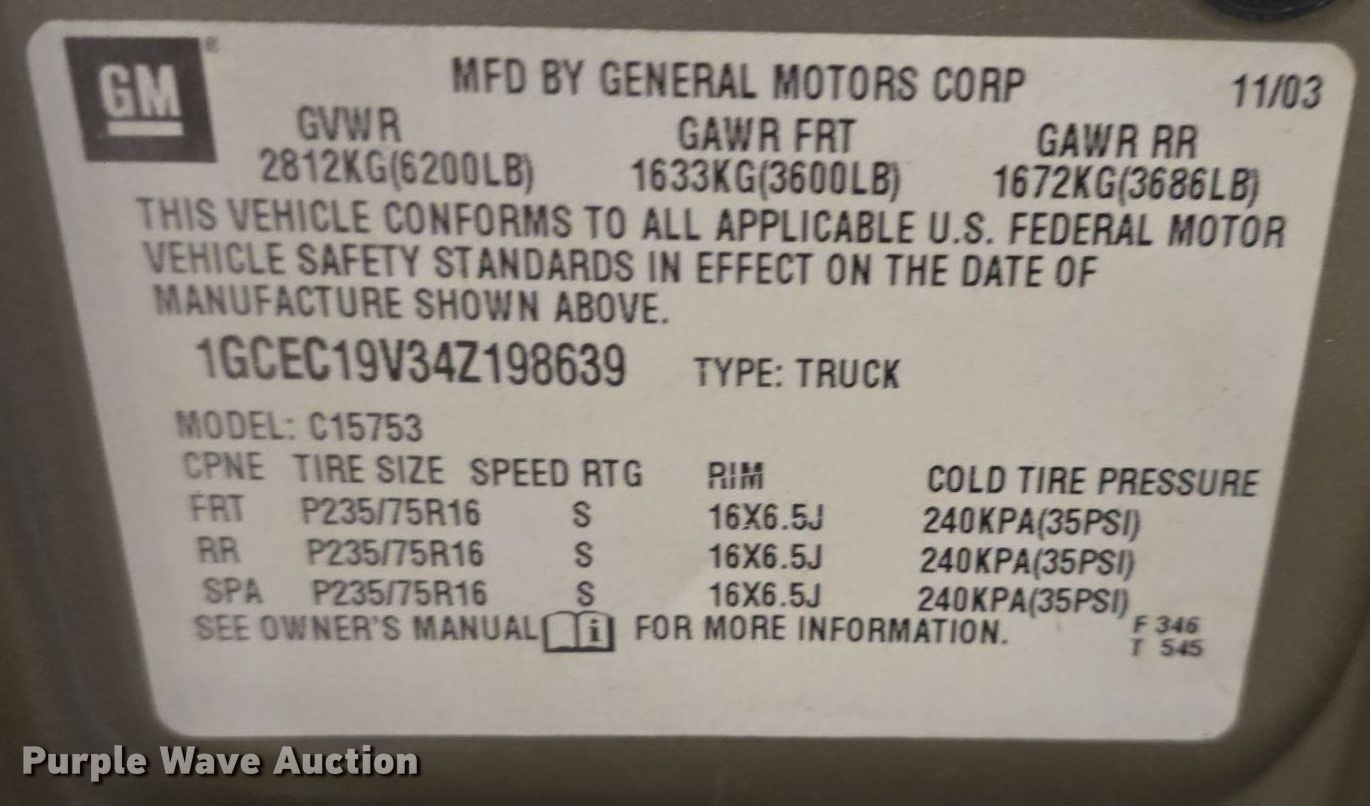 GM®
MFD BY GENERAL MOTORS CORP 11/03
GVWR GAWR FRT GAWR RR
2812KG(6200LB) 1633KG(3600LB) 1672KG(3686LB)
THIS VEHICLE CONFORMS TO ALL APPLICABLE U.S. FEDERAL MOTOR
VEHICLE SAFETY STANDARDS IN EFFECT ON THE DATE OF
MANUFACTURE SHOWN ABOVE.
1GCEC19V34Z198639 TYPE: TRUCK
MODEL: C15753
CPNE TIRE SIZE SPEED RTG RIM COLD TIRE PRESSURE
FRT P235/75R16 S 16X6.5J 240KPA(35PSI)
RR P235/75R16 S 16X6.5J 240KPA(35PSI)
SPA P235/75R16 S 16X6.5J 240KPA(35PSI)
SEE OWNER'S MANUAL i FOR MORE INFORMATION.
F 346
T 545
Purple Wave Auction